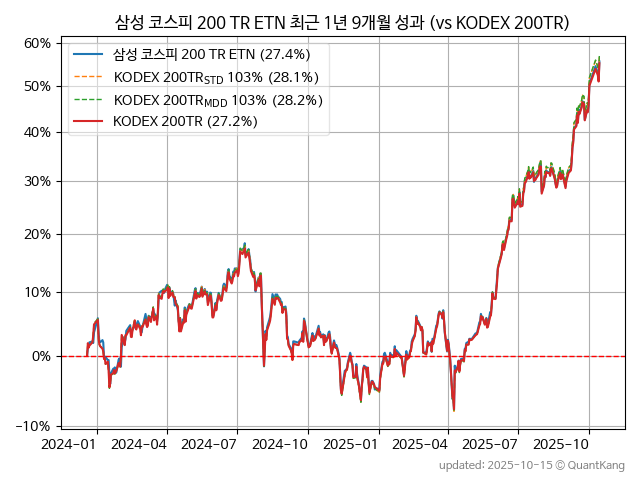 삼성 코스피 200 TR ETN 최근 1년 9개월 성과 (vs KODEX 200TR)
삼성 코스피 200 TR ETN (27.4%)
KODEX 200TRSTD 103% (28.1%)
KODEX 200TRMDD 103% (28.2%)
KODEX 200TR (27.2%)
60%
50%
40%
30%
20%
10%
0%
−10%
2024-01 2024-04 2024-07 2024-10 2025-01 2025-04 2025-07 2025-10
updated: 2025-10-15 © QuantKang